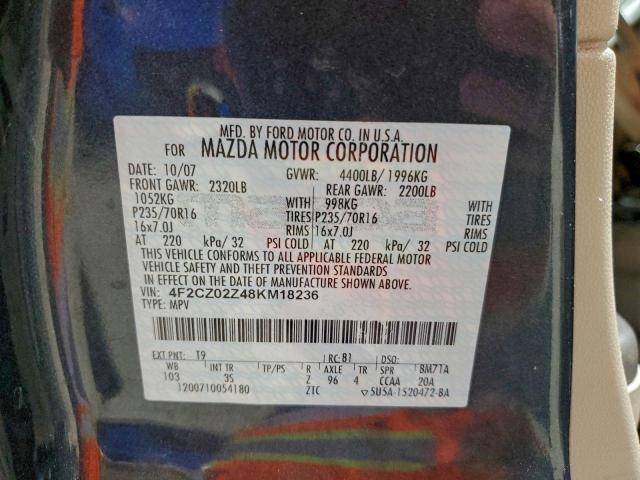 MFD. BY FORD MOTOR CO. IN U.S.A.
FOR MAZDA MOTOR CORPORATION
DATE: 10/07 GVWR: 4400LB/ 1996KG
FRONT GAWR: 2320LB REAR GAWR: 2200LB
1052KG WITH 998KG WITH
P235/70R16 TIRES P235/70R16 TIRES
16x7.0J RIMS 16x7.0J RIMS
AT 220 kPa/ 32 PSI COLD AT 220 kPa/ 32 PSI COLD
THIS VEHICLE CONFORMS TO ALL APPLICABLE FEDERAL MOTOR
VEHICLE SAFETY AND THEFT PREVENTION STANDARDS
IN EFFECT ON THE DATE OF MANUFACTURE SHOWN ABOVE.
VIN: 4F2CZ02Z48KM18236
TYPE: MPV
EXT PNT: T9 RC: 81 DSO:
WB INT TR TP/PS R AXLE TR SPR 8M71A
103 3S Z 96 4 CCAA 20A
1200710054180 ZTC 5U5A-1520472-BA